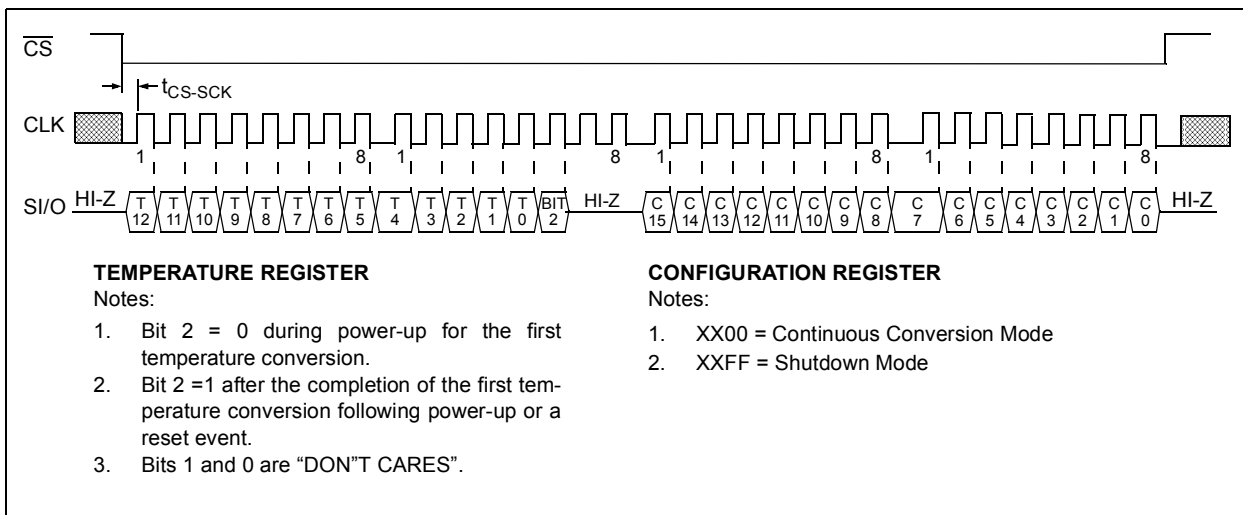 CS
tCS-SCK
CLK
1 8 1 8 1 8 1 8
SI/O HI-Z T 12 T 11 T 10 T 9 T 8 T 7 T 6 T 5 T 4 T 3 T 2 T 1 T 0 BIT 2 HI-Z C 15 C 14 C 13 C 12 C 11 C 10 C 9 C 8 C 7 C 6 C 5 C 4 C 3 C 2 C 1 C 0 HI-Z
TEMPERATURE REGISTER
Notes:
1. Bit 2 = 0 during power-up for the first
temperature conversion.
2. Bit 2 =1 after the completion of the first tem-
perature conversion following power-up or a
reset event.
3. Bits 1 and 0 are “DON"T CARES”.
CONFIGURATION REGISTER
Notes:
1. XX00 = Continuous Conversion Mode
2. XXFF = Shutdown Mode